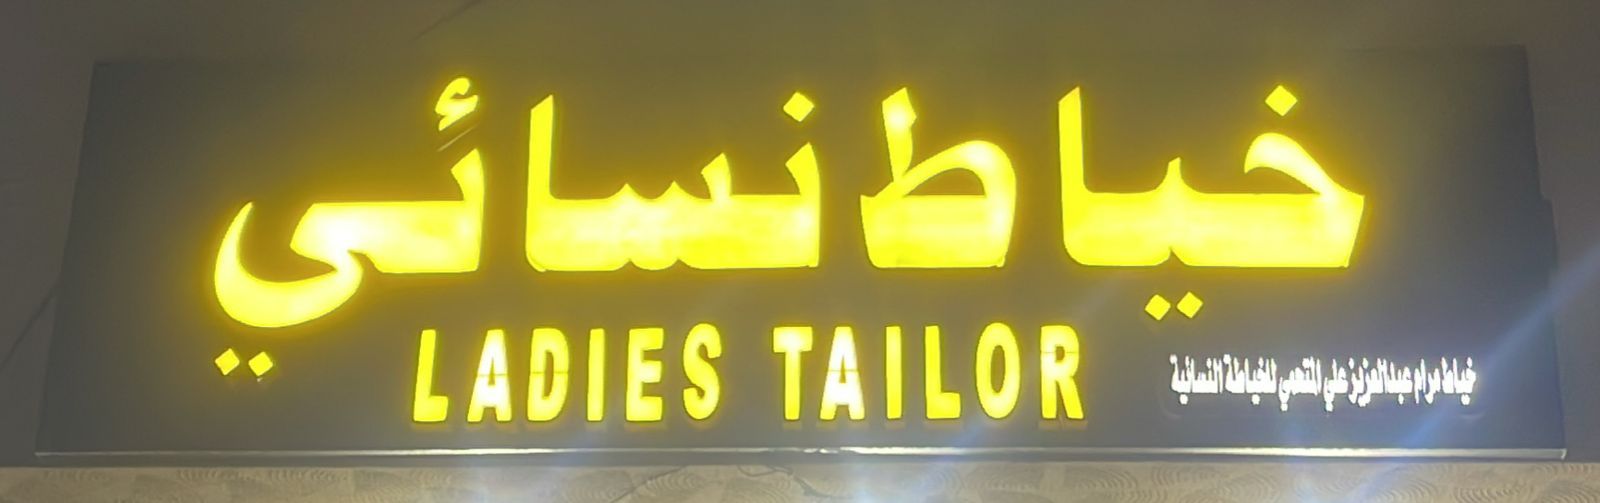 خياط نسائي
LADIES TAILOR
خياط مرام عبدالعزيز علي للخياطة النسائية